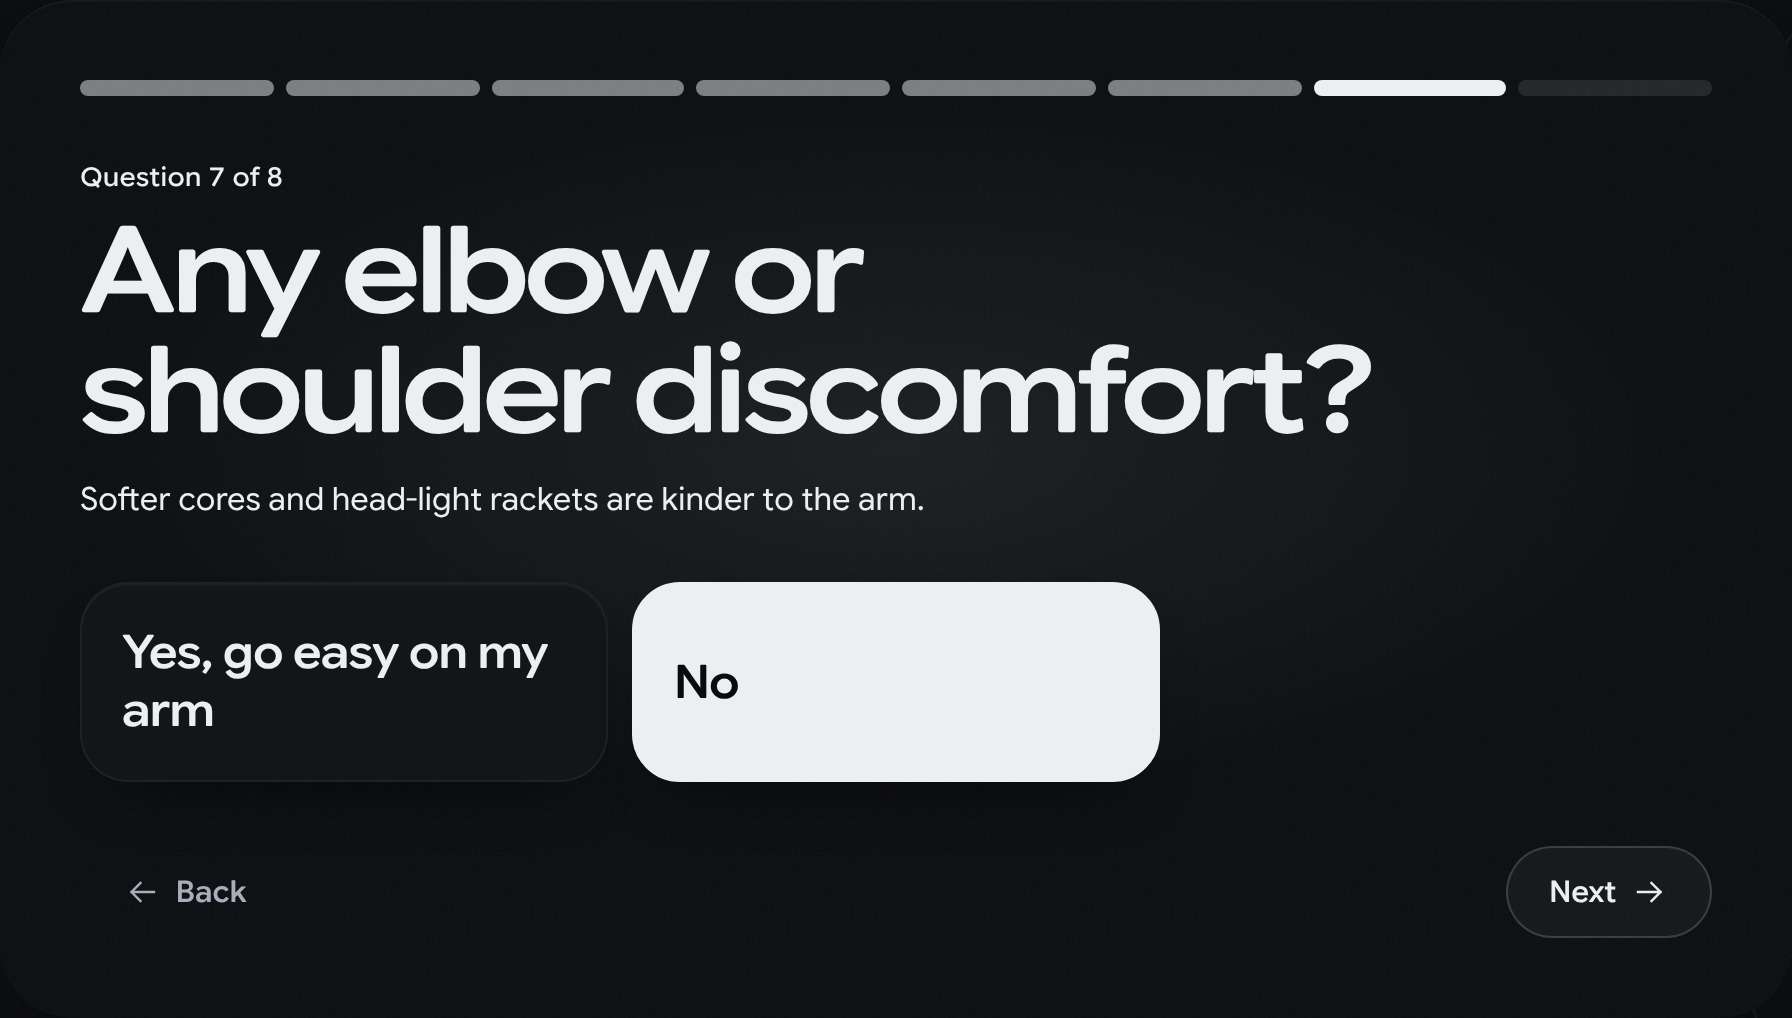 Question 7 of 8
Any elbow or
shoulder discomfort?
Softer cores and head-light rackets are kinder to the arm.
Yes, go easy on my
arm
No
← Back
Next →